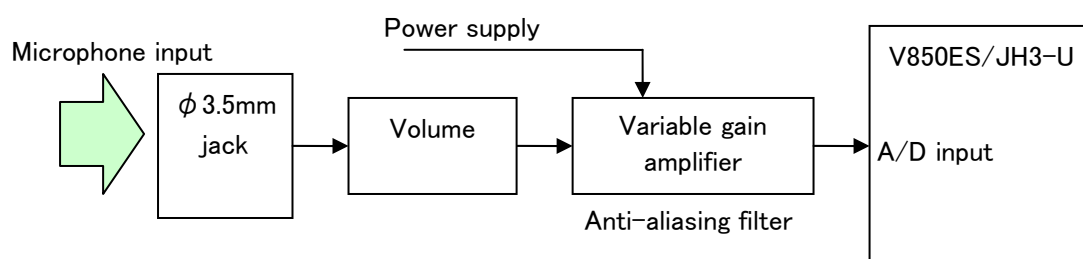 Power supply
Microphone input
V850ES/JH3-U
φ3.5mm
jack
Volume
Variable gain
amplifier
A/D input
Anti-aliasing filter